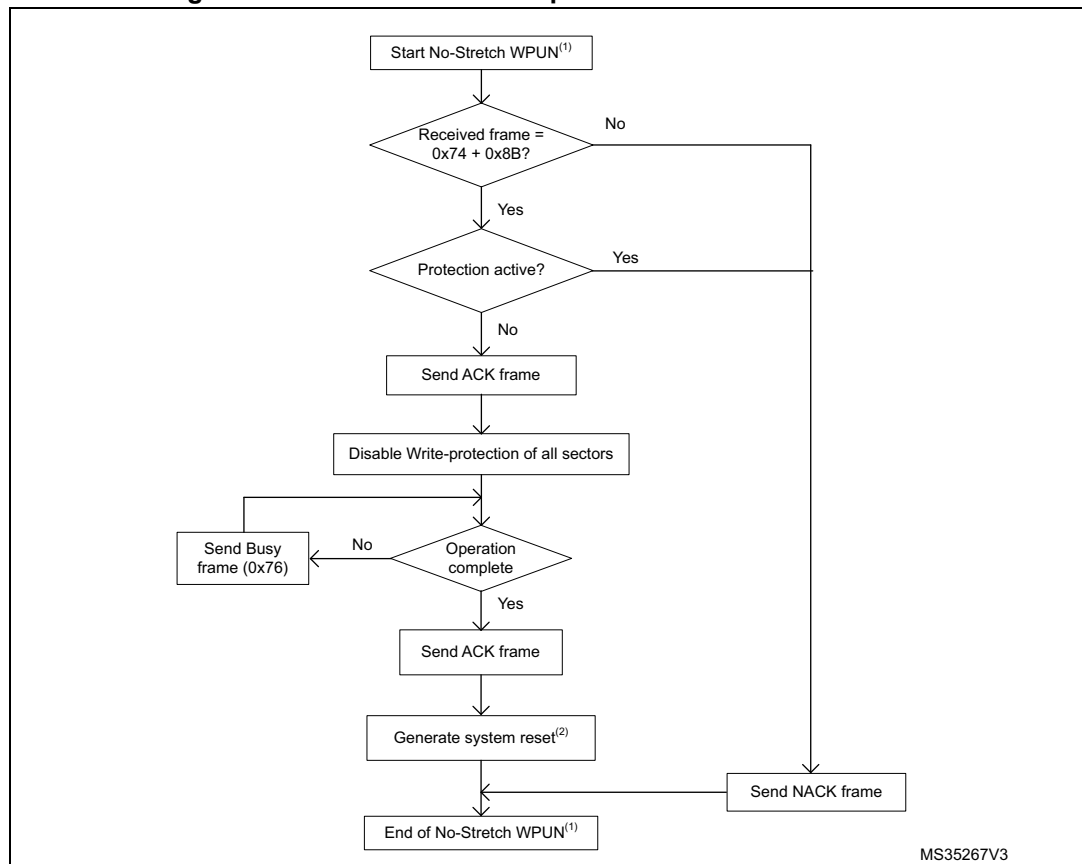 Start No-Stretch WPUN(1)
Received frame =
0x74 + 0x8B?
No
Yes
Protection active?
Yes
No
Send ACK frame
Disable Write-protection of all sectors
Send Busy
frame (0x76)
No
Operation
complete
Yes
Send ACK frame
Generate system reset(2)
Send NACK frame
End of No-Stretch WPUN(1)
MS35267V3